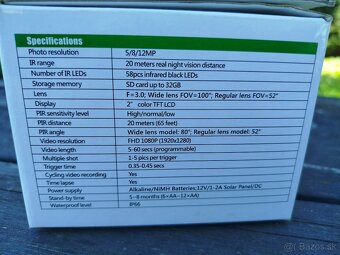 Specifications
Photo resolution 5/8/12MP
IR range 20 meters real night vision distance
Number of IR LEDs 58pcs infrared black LEDs
Storage memory SD card up to 32GB
Lens F=3.0; Wide lens FOV=100°; Regular lens FOV=52°
Display 2" color TFT LCD
PIR sensitivity level High/normal/low
PIR distance 20 meters (65 feet)
PIR angle Wide lens model: 80°; Regular lens model: 52°
Video resolution FHD 1080P (1920x1280)
Video length 5-60 secs (programmable)
Multiple shot 1-5 pics per trigger
Trigger time 0.35-0.45 secs
Cycling video recording Yes
Time lapse Yes
Power supply Alkaline/NiMH Batteries;12V/1-2A Solar Panel/DC
Stand-by time 5~8 months (6×AA~12×AA)
Waterproof level IP66
bazos.sk